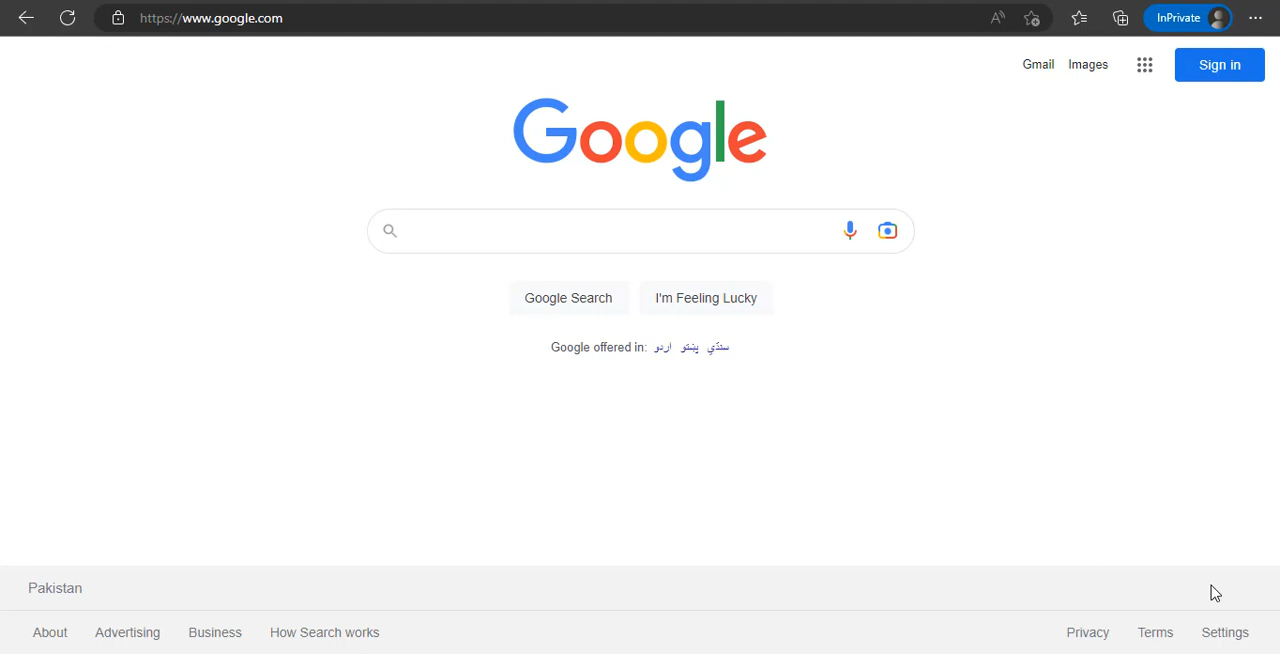 https://www.google.com
InPrivate
Gmail Images
Sign in
Google
Google Search
I'm Feeling Lucky
Google offered in: اردو پښتو سنڌي
Pakistan
About Advertising Business How Search works
Privacy Terms Settings